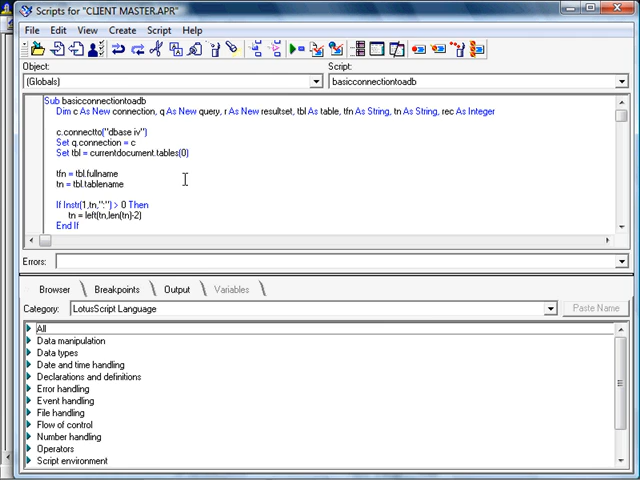 Scripts for "CLIENT MASTER.APR"
File Edit View Create Script Help
Object: Script:
(Globals) basicconnectiontoadb
Sub basicconnectiontoadb
Dim c As New connection, q As New query, r As New resultset, tbl As table, tfn As String, tn As String, rec As Integer
c.connectto("dbase iv")
Set q.connection = c
Set tbl = currentdocument.tables(0)
tfn = tbl.fullname
tn = tbl.tablename
If Instr(1,tn,":") > 0 Then
tn = left(tn,len(tn)-2)
End If
Errors:
Browser Breakpoints Output Variables
Category: LotusScript Language Paste Name
All
Data manipulation
Data types
Date and time handling
Declarations and definitions
Error handling
Event handling
File handling
Flow of control
Number handling
Operators
Script environment